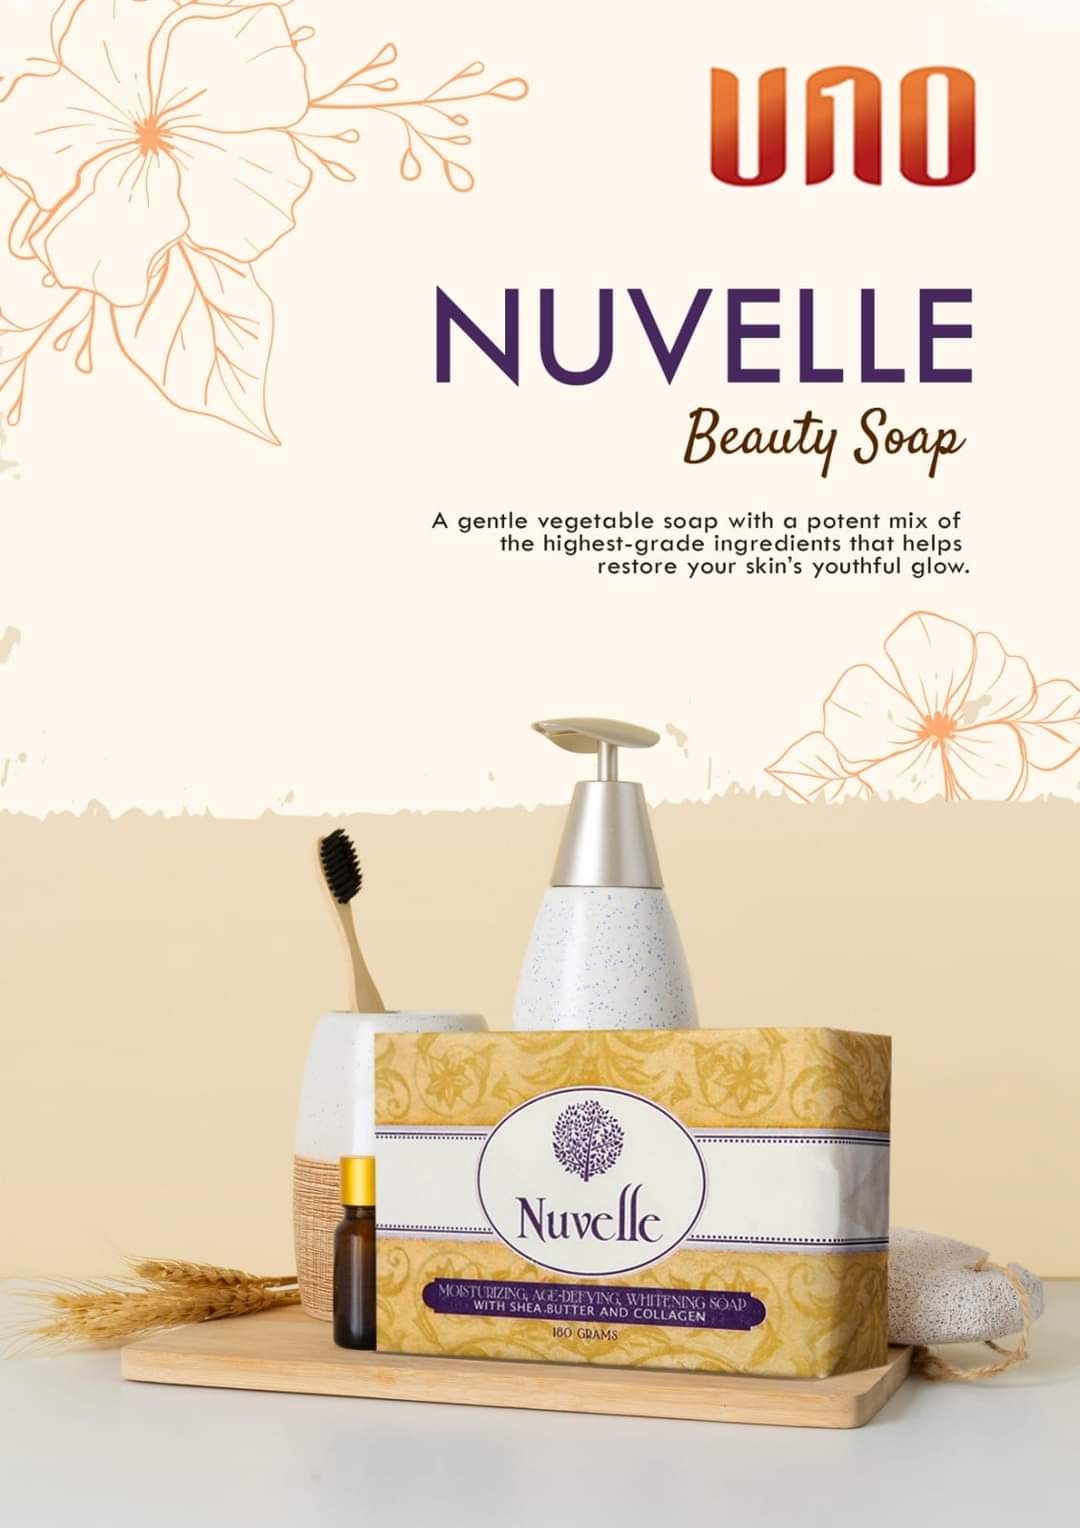 UNO
NUVELLE
Beauty Soap
A gentle vegetable soap with a potent mix of
the highest-grade ingredients that helps
restore your skin's youthful glow.
Nuvelle
MOISTURIZING, AGE-DEFYING, WHITENING SOAP
WITH SHEA BUTTER AND COLLAGEN
180 GRAMS